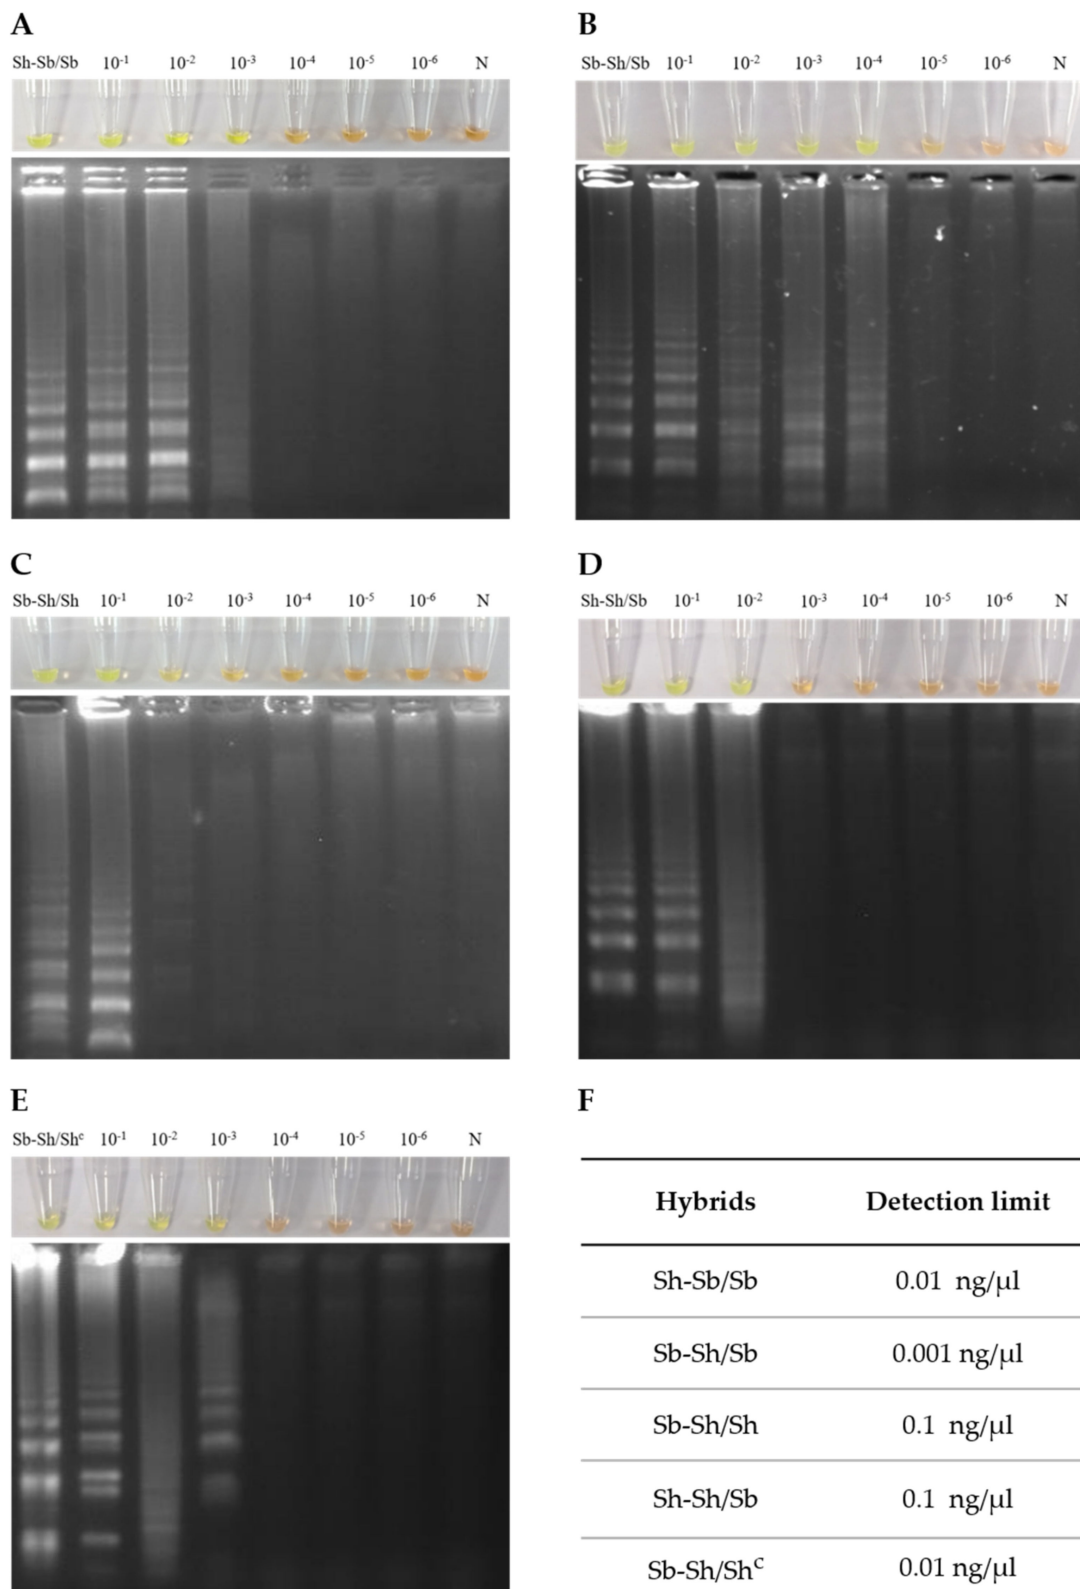 A
Sh-Sb/Sb 10⁻¹ 10⁻² 10⁻³ 10⁻⁴ 10⁻⁵ 10⁻⁶ N
B
Sb-Sh/Sb 10⁻¹ 10⁻² 10⁻³ 10⁻⁴ 10⁻⁵ 10⁻⁶ N
C
Sb-Sh/Sh 10⁻¹ 10⁻² 10⁻³ 10⁻⁴ 10⁻⁵ 10⁻⁶ N
D
Sh-Sh/Sb 10⁻¹ 10⁻² 10⁻³ 10⁻⁴ 10⁻⁵ 10⁻⁶ N
E
Sb-Sh/Shᶜ 10⁻¹ 10⁻² 10⁻³ 10⁻⁴ 10⁻⁵ 10⁻⁶ N
F
Hybrids Detection limit
Sh-Sb/Sb 0.01 ng/µl
Sb-Sh/Sb 0.001 ng/µl
Sb-Sh/Sh 0.1 ng/µl
Sh-Sh/Sb 0.1 ng/µl
Sb-Sh/Shᶜ 0.01 ng/µl